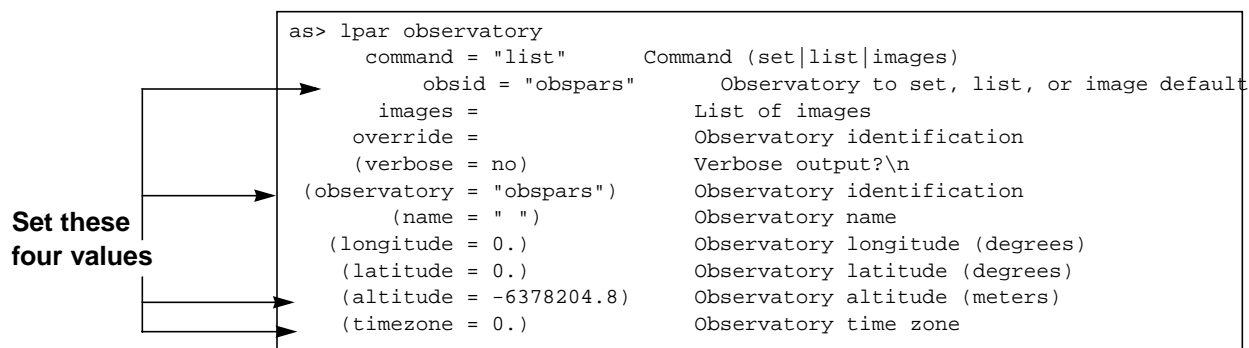 as> lpar observatory
command = "list" Command (set|list|images)
obsid = "obspars" Observatory to set, list, or image default
images = List of images
override = Observatory identification
(verbose = no) Verbose output?\n
(observatory = "obspars") Observatory identification
(name = " ") Observatory name
(longitude = 0.) Observatory longitude (degrees)
(latitude = 0.) Observatory latitude (degrees)
(altitude = -6378204.8) Observatory altitude (meters)
(timezone = 0.) Observatory time zone
Set these
four values